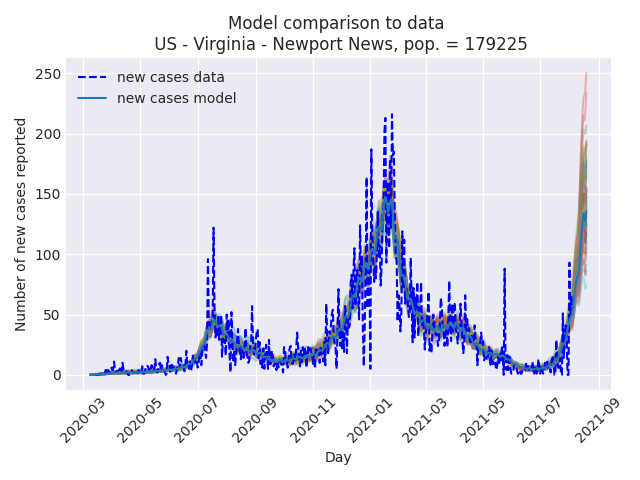 Model comparison to data
US - Virginia - Newport News, pop. = 179225
new cases data
new cases model
Number of new cases reported
250
200
150
100
50
0
2020-03
2020-05
2020-07
2020-09
2020-11
2021-01
2021-03
2021-05
2021-07
2021-09
Day